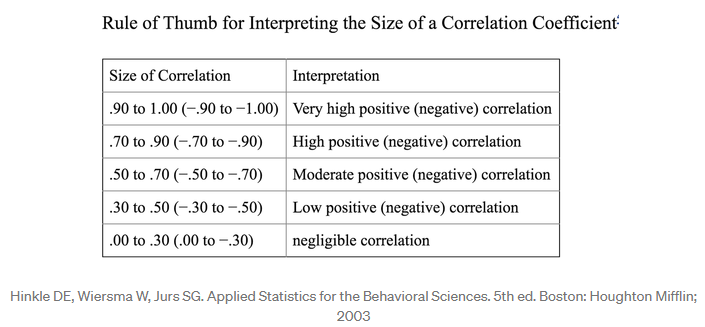 Rule of Thumb for Interpreting the Size of a Correlation Coefficient
Size of Correlation Interpretation
.90 to 1.00 (−.90 to −1.00) Very high positive (negative) correlation
.70 to .90 (−.70 to −.90) High positive (negative) correlation
.50 to .70 (−.50 to −.70) Moderate positive (negative) correlation
.30 to .50 (−.30 to −.50) Low positive (negative) correlation
.00 to .30 (.00 to −.30) negligible correlation
Hinkle DE, Wiersma W, Jurs SG. Applied Statistics for the Behavioral Sciences. 5th ed. Boston: Houghton Mifflin;
2003